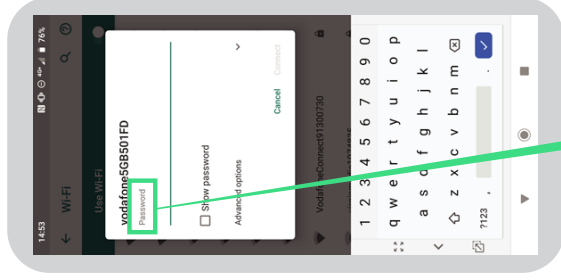 14:53 4G+ 76%
Wi-Fi
Use Wi-Fi
vodafone5GB501FD
Password
Show password
Advanced options
Cancel Connect
VodafoneConnect91300730
1 2 3 4 5 6 7 8 9 0
q w e r t y u i o p
a s d f g h j k l
z x c v b n m
?123 , .